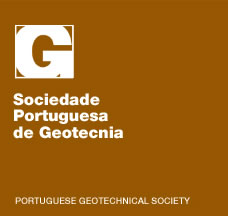 G
Sociedade
Portuguesa
de Geotecnia
PORTUGUESE GEOTECHNICAL SOCIETY